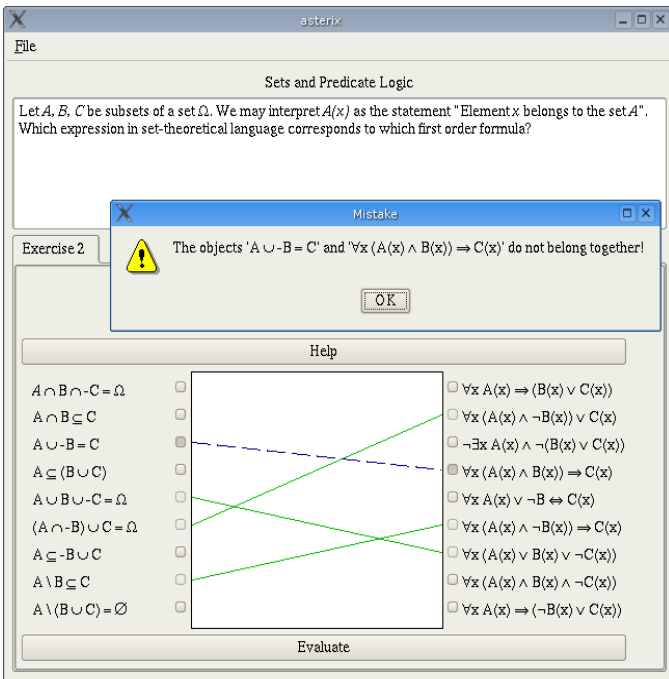 asterix
File
Sets and Predicate Logic
Let A, B, C be subsets of a set Ω. We may interpret A(x) as the statement "Element x belongs to the set A".
Which expression in set-theoretical language corresponds to which first order formula?
Mistake
The objects 'A ∪ -B = C' and '∀x (A(x) ∧ B(x)) ⇒ C(x)' do not belong together!
OK
Exercise 2
Help
A ∩ B ∩ -C = Ω
∀x A(x) ⇒ (B(x) ∨ C(x))
A ∩ B ⊆ C
∀x (A(x) ∧ ¬B(x)) ∨ C(x)
A ∪ -B = C
¬∃x A(x) ∧ ¬(B(x) ∨ C(x))
A ⊆ (B ∪ C)
∀x (A(x) ∧ B(x)) ⇒ C(x)
A ∪ B ∪ -C = Ω
∀x A(x) ∨ ¬B ⇔ C(x)
(A ∩ -B) ∪ C = Ω
∀x (A(x) ∧ ¬B(x)) ⇒ C(x)
A ⊆ -B ∪ C
∀x (A(x) ∨ B(x) ∨ ¬C(x))
A \ B ⊆ C
∀x (A(x) ∧ B(x) ∧ ¬C(x))
A \ (B ∪ C) = Ø
∀x A(x) ⇒ (¬B(x) ∨ C(x))
Evaluate